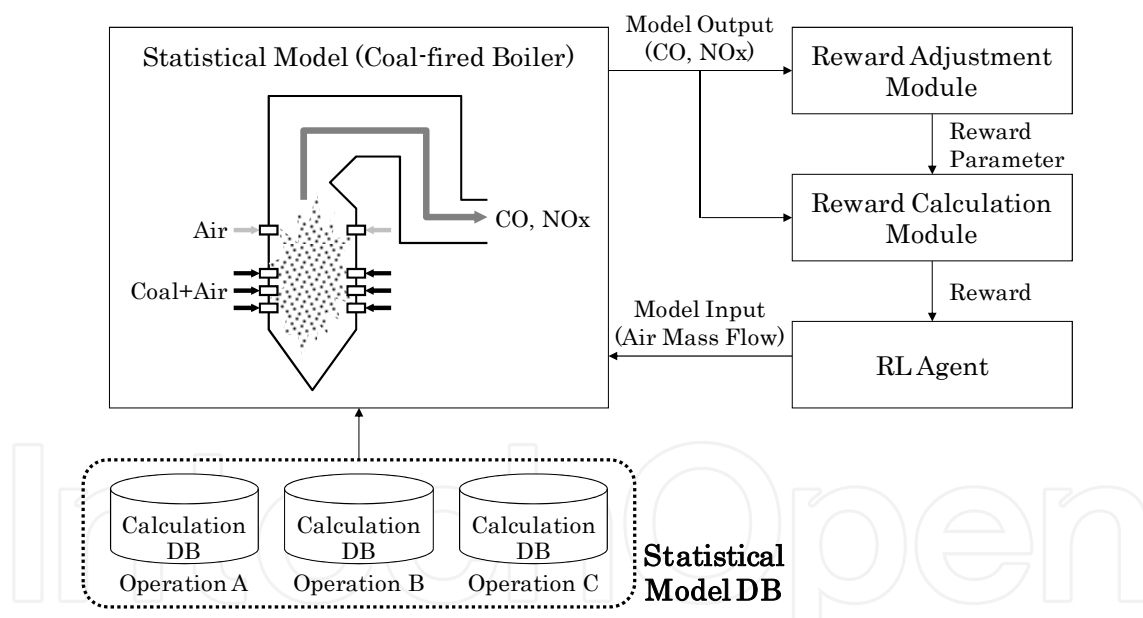 Statistical Model (Coal-fired Boiler)
Air
Coal+Air
CO, NOx
Model Output
(CO, NOx)
Reward Adjustment
Module
Reward
Parameter
Reward Calculation
Module
Reward
Model Input
(Air Mass Flow)
RL Agent
Calculation
DB
Operation A
Calculation
DB
Operation B
Calculation
DB
Operation C
Statistical
Model DB
IntechOpen